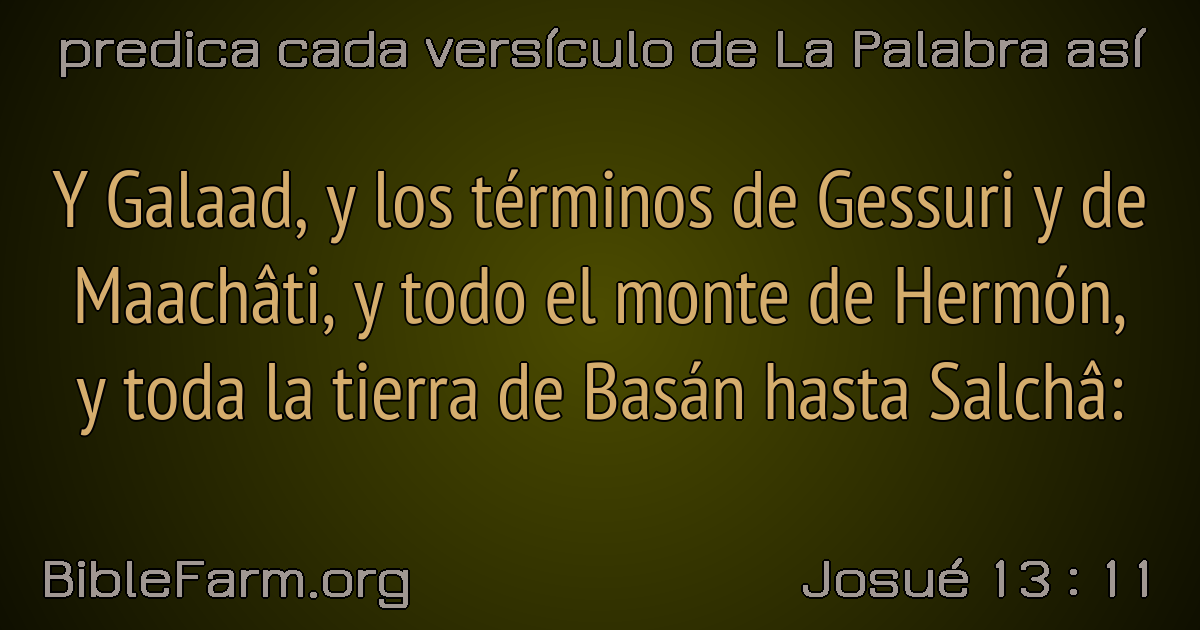 predica cada versículo de La Palabra así
Y Galaad, y los términos de Gessuri y de
Maachâti, y todo el monte de Hermón,
y toda la tierra de Basán hasta Salchâ:
BibleFarm.org
Josué 13 : 11